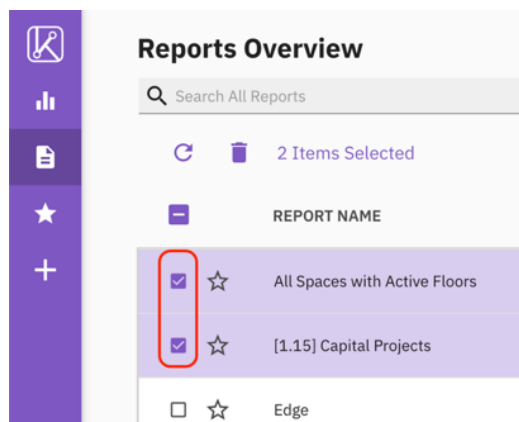 Reports Overview
Search All Reports
2 Items Selected
REPORT NAME
All Spaces with Active Floors
[1.15] Capital Projects
Edge